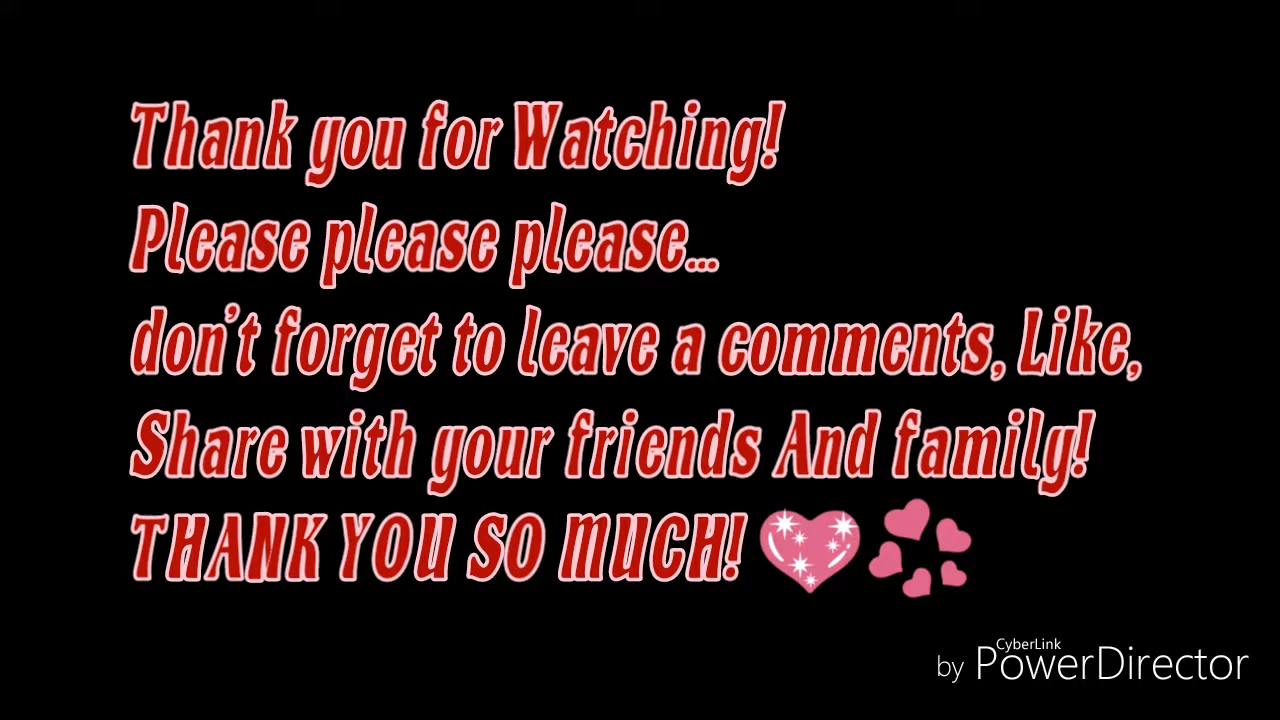 Thank you for Watching!
Please please please...
don't forget to leave a comments, Like,
Share with your friends And family!
THANK YOU SO MUCH! 💖💞
CyberLink
by PowerDirector